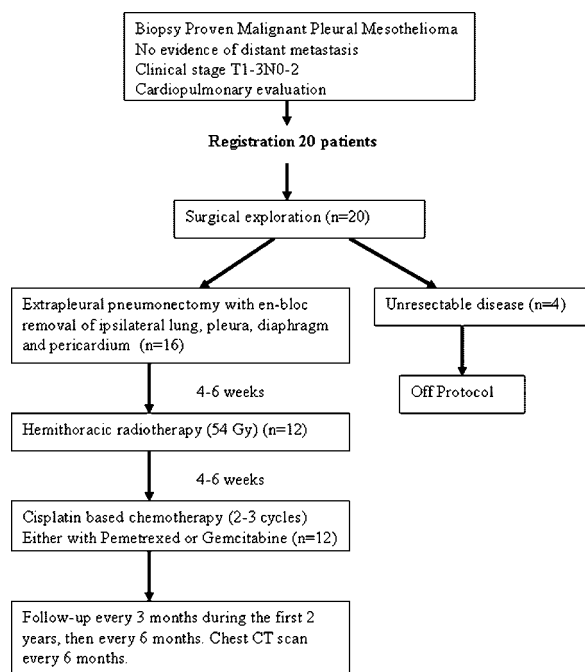 Biopsy Proven Malignant Pleural Mesothelioma
No evidence of distant metastasis
Clinical stage T1-3N0-2
Cardiopulmonary evaluation
Registration 20 patients
Surgical exploration (n=20)
Extrapleural pneumonectomy with en-bloc
removal of ipsilateral lung, pleura, diaphragm
and pericardium (n=16)
Unresectable disease (n=4)
Off Protocol
4-6 weeks
Hemithoracic radiotherapy (54 Gy) (n=12)
4-6 weeks
Cisplatin based chemotherapy (2-3 cycles)
Either with Pemetrexed or Gemcitabine (n=12)
Follow-up every 3 months during the first 2
years, then every 6 months. Chest CT scan
every 6 months.